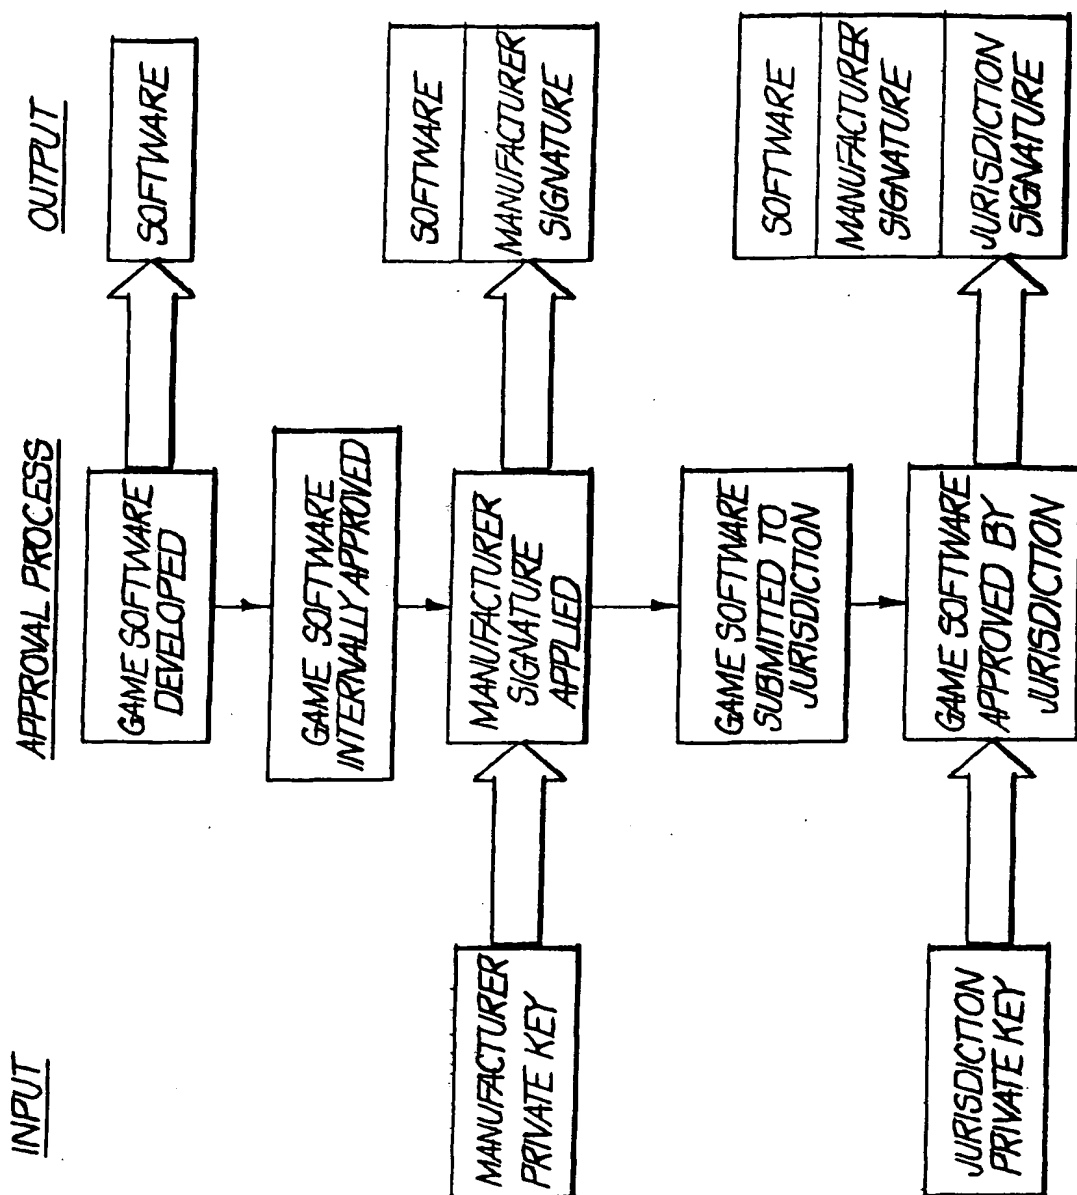 INPUT
APPROVAL PROCESS
OUTPUT
GAME SOFTWARE
DEVELOPED
SOFTWARE
GAME SOFTWARE
INTERNALLY APPROVED
MANUFACTURER
PRIVATE KEY
MANUFACTURER
SIGNATURE
APPLIED
SOFTWARE
MANUFACTURER
SIGNATURE
GAME SOFTWARE
SUBMITTED TO
JURISDICTION
JURISDICTION
PRIVATE KEY
GAME SOFTWARE
APPROVED BY
JURISDICTION
SOFTWARE
MANUFACTURER
SIGNATURE
JURISDICTION
SIGNATURE